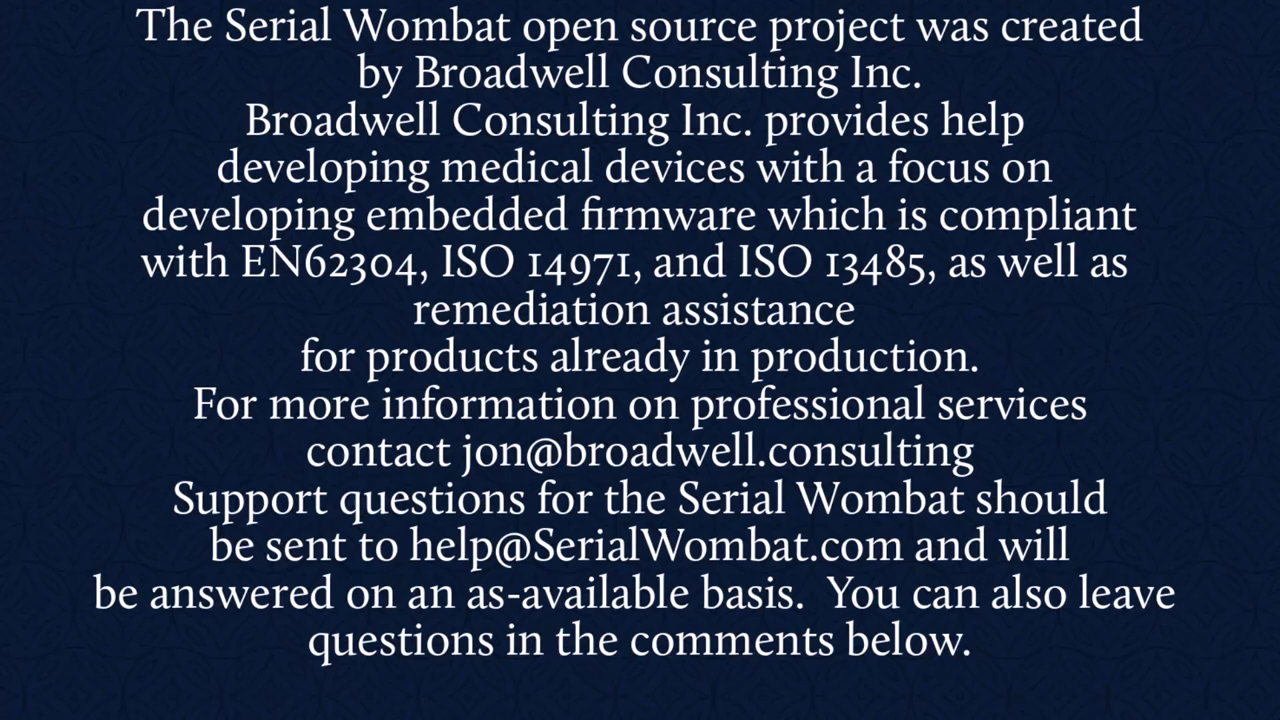 The Serial Wombat open source project was created
by Broadwell Consulting Inc.
Broadwell Consulting Inc. provides help
developing medical devices with a focus on
developing embedded firmware which is compliant
with EN62304, ISO 14971, and ISO 13485, as well as
remediation assistance
for products already in production.
For more information on professional services
contact jon@broadwell.consulting
Support questions for the Serial Wombat should
be sent to help@SerialWombat.com and will
be answered on an as-available basis.  You can also leave
questions in the comments below.